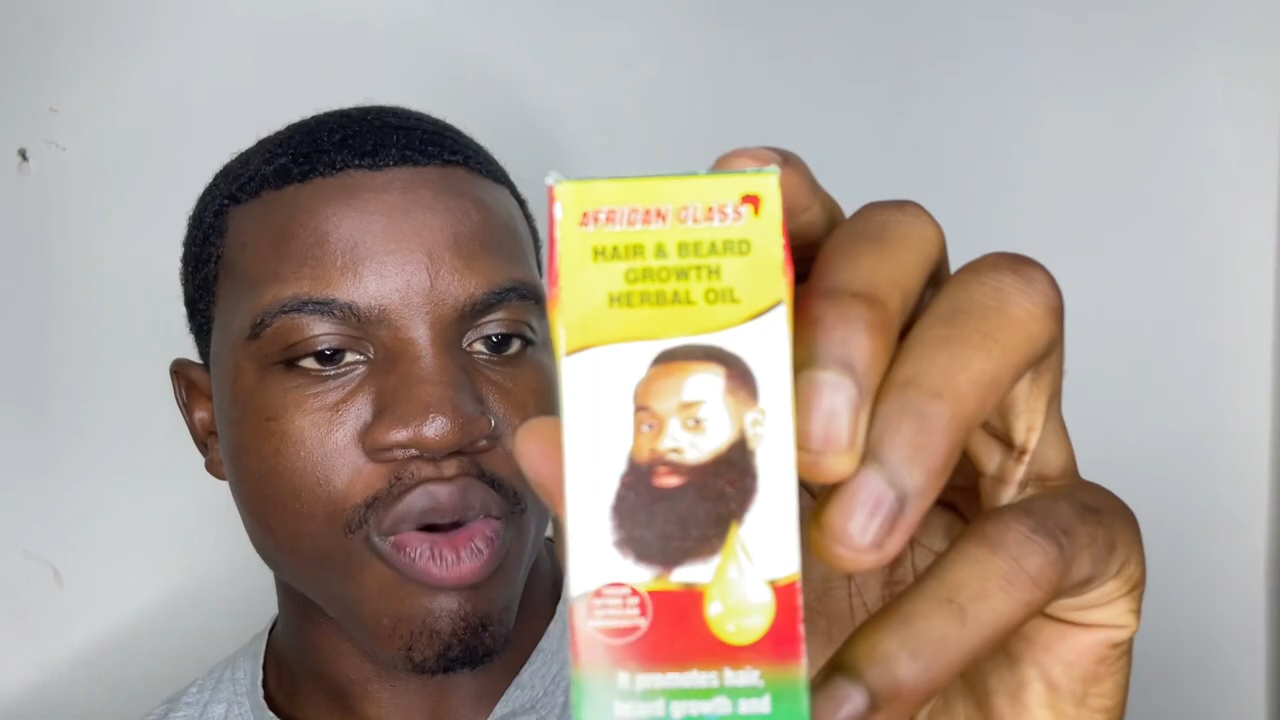 AFRICAN GLASS
HAIR & BEARD
GROWTH
HERBAL OIL
It promotes hair,
beard growth and